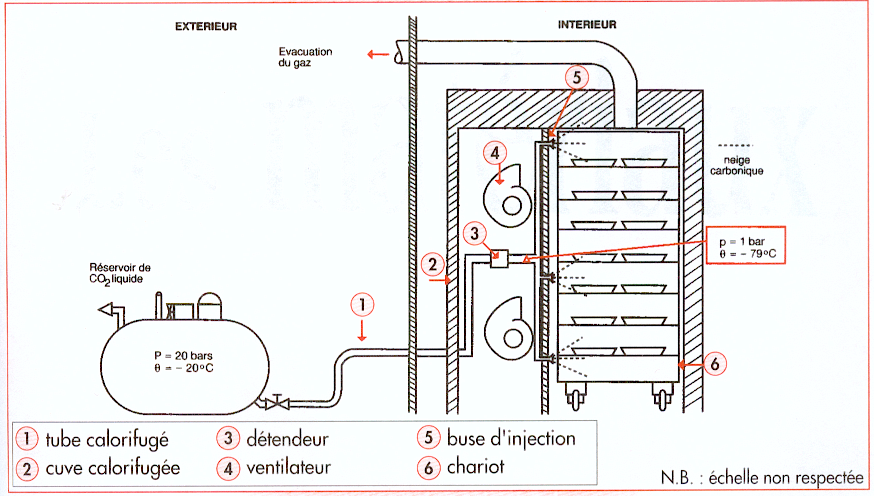 EXTERIEUR
INTERIEUR
Evacuation
du gaz
5
4
neige
carbonique
3
p = 1 bar
θ = – 79°C
2
Réservoir de
CO2 liquide
1
P = 20 bars
θ = – 20°C
6
1 tube calorifugé
3 détendeur
5 buse d'injection
2 cuve calorifugée
4 ventilateur
6 chariot
N.B. : échelle non respectée